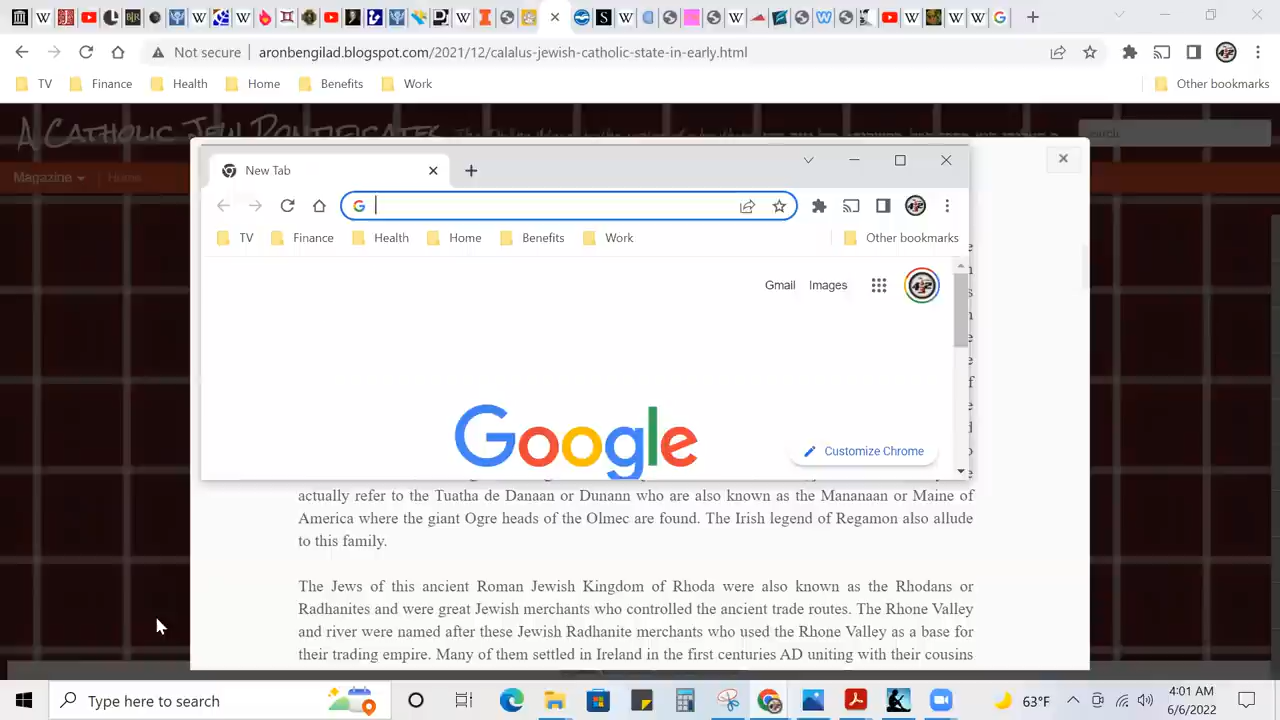 Not secure | aronbengilad.blogspot.com/2021/12/calalus-jewish-catholic-state-in-early.html
TV Finance Health Home Benefits Work Other bookmarks
A Catholic Jew Pontificates
Magazine Home
New Tab
TV Finance Health Home Benefits Work Other bookmarks
Gmail Images
Google
Customize Chrome
actually refer to the Tuatha de Danaan or Dunann who are also known as the Mananaan or Maine of
America where the giant Ogre heads of the Olmec are found. The Irish legend of Regamon also allude
to this family.
The Jews of this ancient Roman Jewish Kingdom of Rhoda were also known as the Rhodans or
Radhanites and were great Jewish merchants who controlled the ancient trade routes. The Rhone Valley
and river were named after these Jewish Radhanite merchants who used the Rhone Valley as a base for
their trading empire. Many of them settled in Ireland in the first centuries AD uniting with their cousins
Type here to search
63°F
4:01 AM
6/6/2022